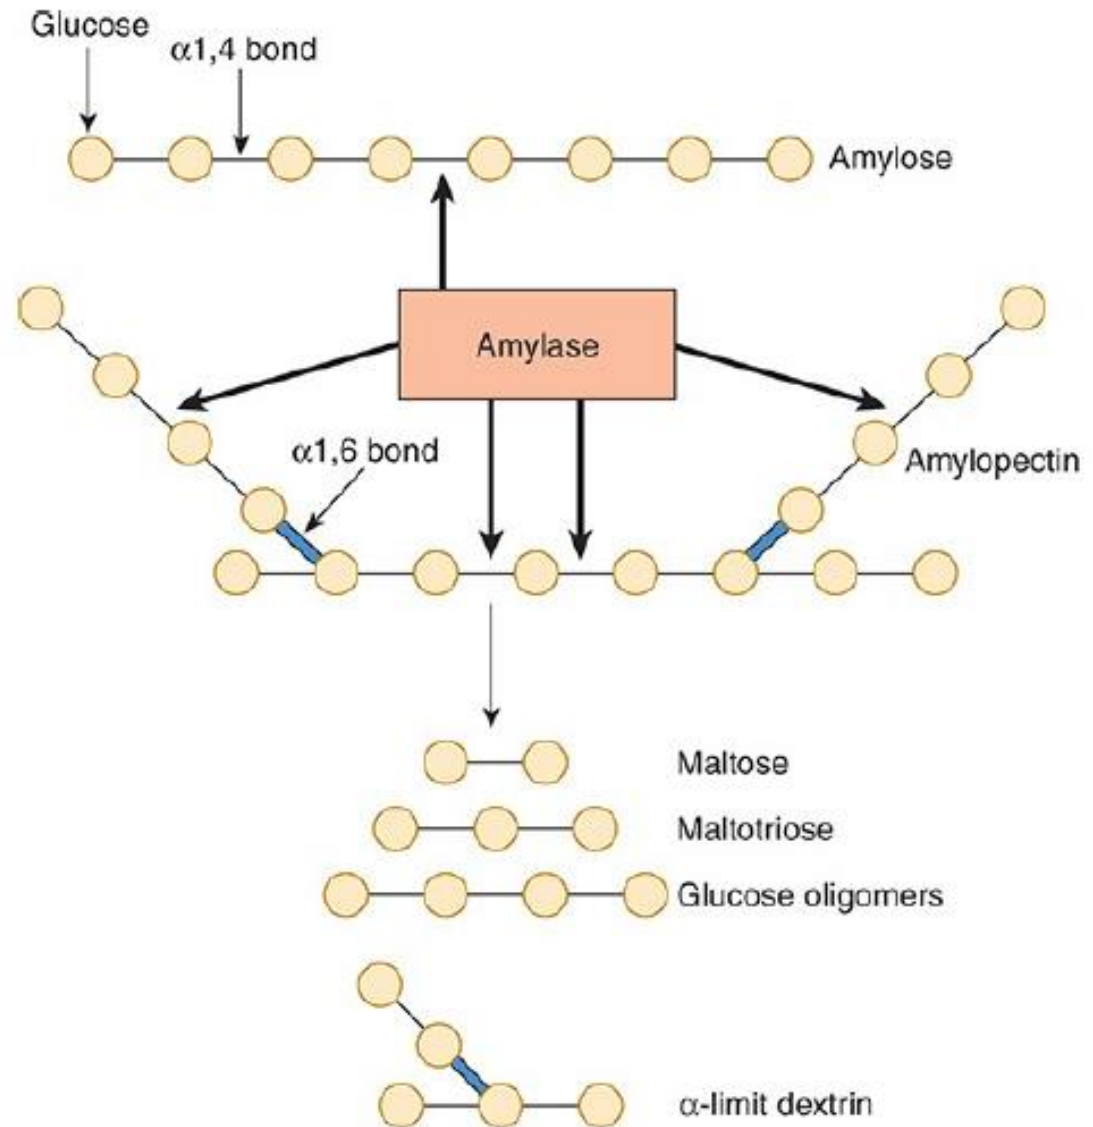 Glucose
α1,4 bond
Amylose
Amylase
α1,6 bond
Amylopectin
Maltose
Maltotriose
Glucose oligomers
α-limit dextrin